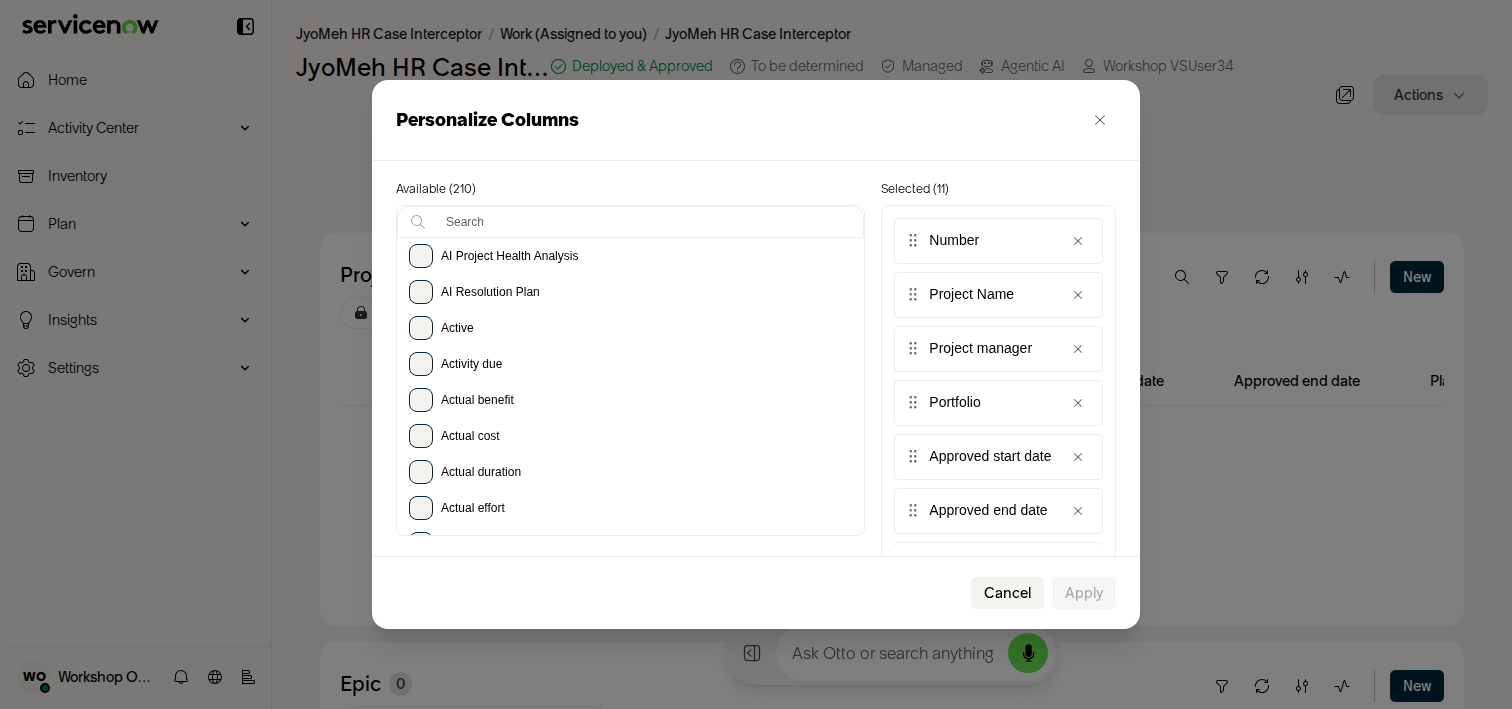 servicenow
Home
Activity Center
Inventory
Plan
Govern
Insights
Settings
WO
Workshop O...
JyoMeh HR Case Interceptor / Work (Assigned to you) / JyoMeh HR Case Interceptor
JyoMeh HR Case Int...
Deployed & Approved
To be determined
Managed
Agentic AI
Workshop VSUser34
Actions
New
date
Approved end date
Personalize Columns
Available (210)
Search
AI Project Health Analysis
AI Resolution Plan
Active
Activity due
Actual benefit
Actual cost
Actual duration
Actual effort
Selected (11)
Number
Project Name
Project manager
Portfolio
Approved start date
Approved end date
Cancel
Apply
Ask Otto or search anything
Epic 0
New